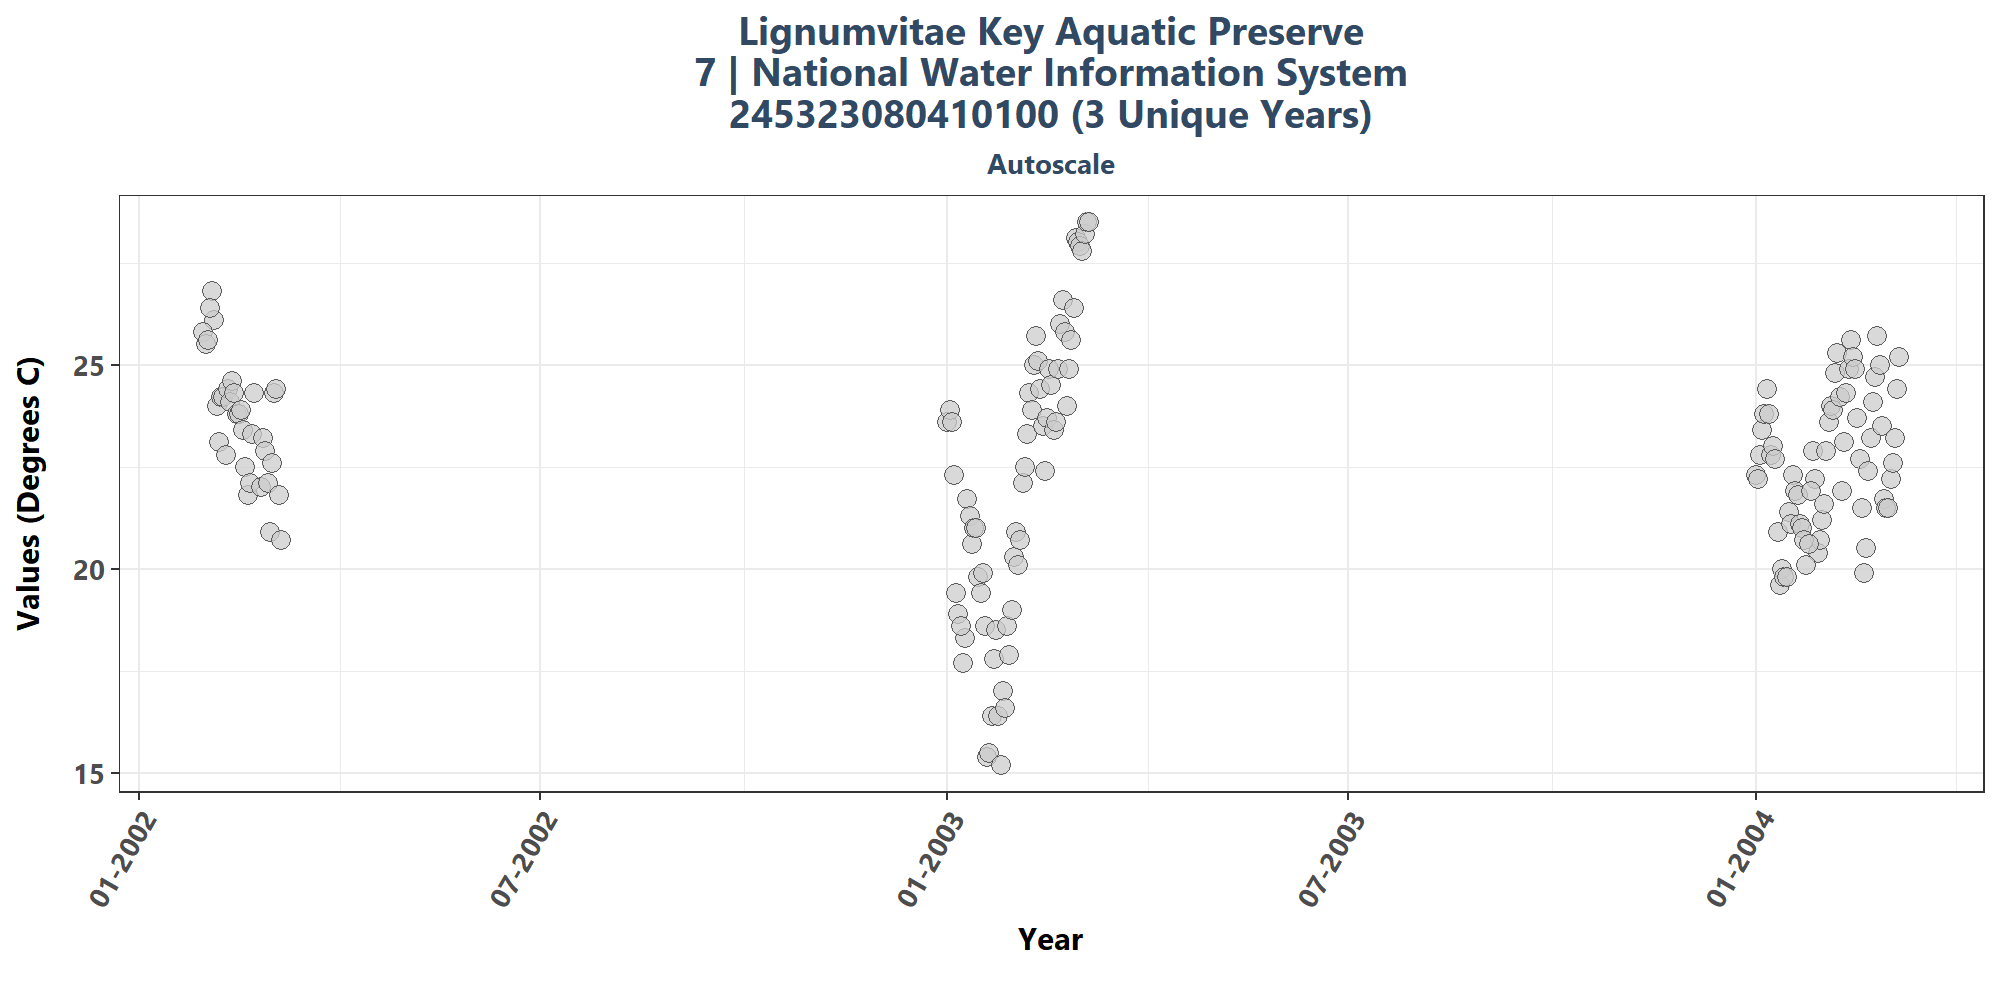 Lignumvitae Key Aquatic Preserve
7 | National Water Information System
245323080410100 (3 Unique Years)
Autoscale
Values (Degrees C)
25
20
15
01-2002
07-2002
01-2003
07-2003
01-2004
Year